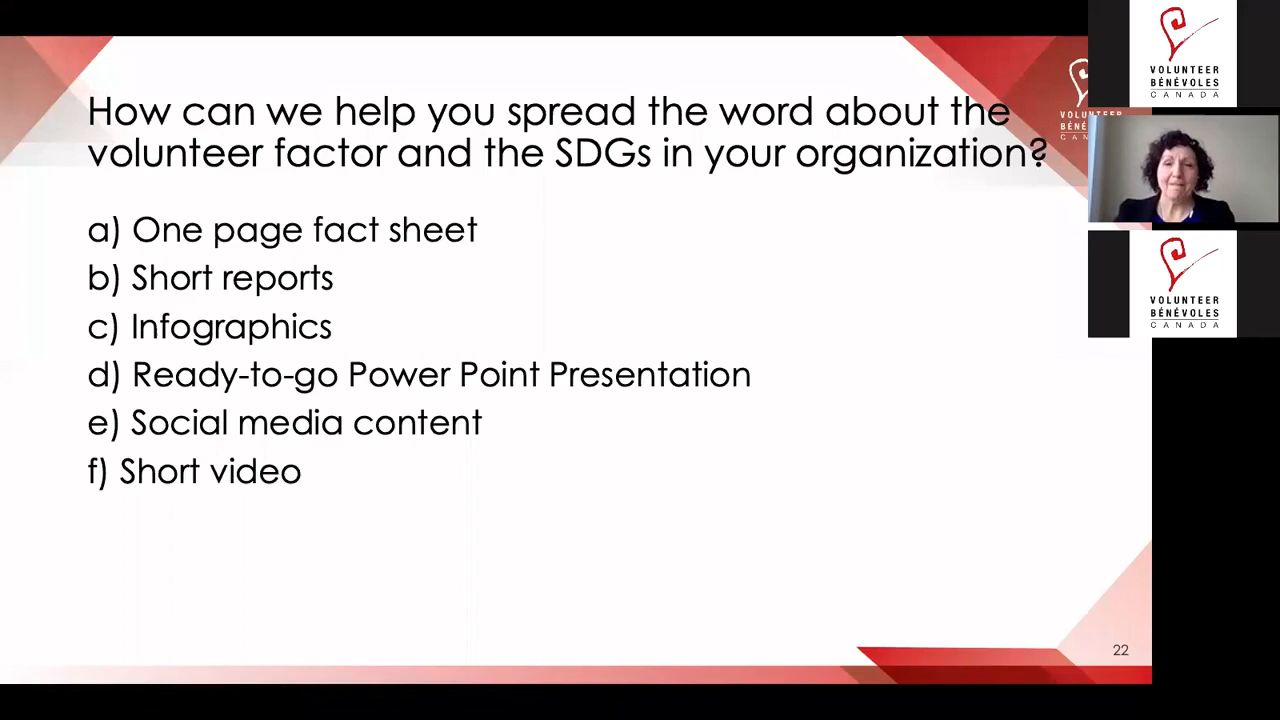 How can we help you spread the word about the
volunteer factor and the SDGs in your organization?
a) One page fact sheet
b) Short reports
c) Infographics
d) Ready-to-go Power Point Presentation
e) Social media content
f) Short video
22
VOLUNTEER
BÉNÉVOLES
CANADA
VOLUNTEER
BÉNÉVOLES
CANADA